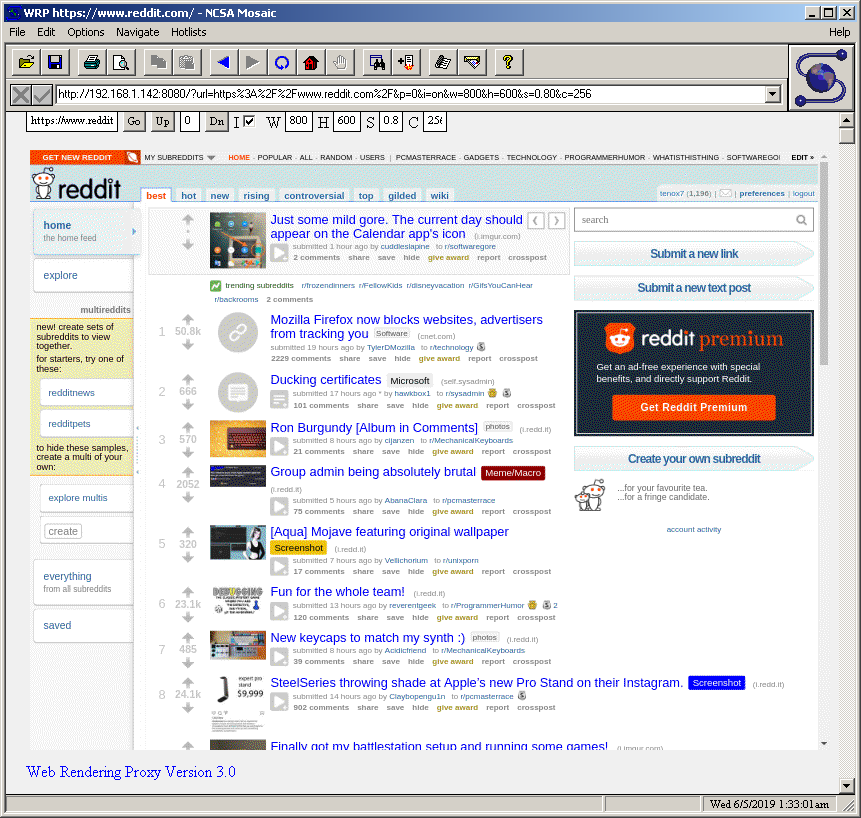 WRP https://www.reddit.com/ - NCSA Mosaic
File Edit Options Navigate Hotlists Help
http://192.168.1.142:8080/?url=https%3A%2F%2Fwww.reddit.com%2F&p=0&i=on&w=800&h=600&s=0.80&c=256
https://www.reddit Go Up 0 Dn I W 800 H 600 S 0.8 C 256
GET NEW REDDIT MY SUBREDDITS HOME - POPULAR - ALL - RANDOM - USERS | PCMASTERRACE - GADGETS - TECHNOLOGY - PROGRAMMERHUMOR - WHATISTHISTHING - SOFTWAREGO EDIT »
reddit best hot new rising controversial top gilded wiki
tenox7 (1,196) | | preferences | logout
home
the home feed
explore
multireddits
new! create sets of
subreddits to view
together.
for starters, try one of
these:
redditnews
redditpets
to hide these samples,
create a multi of your
own:
explore multis
create
everything
from all subreddits
saved
Just some mild gore. The current day should
appear on the Calendar app's icon (i.imgur.com)
submitted 1 hour ago by cuddleslapine to r/softwaregore
2 comments share save hide give award report crosspost
trending subreddits r/frozendinners r/FellowKids r/disneyvacation r/GifsYouCanHear
r/backrooms 2 comments
1 50.8k
Mozilla Firefox now blocks websites, advertisers
from tracking you Software (cnet.com)
submitted 19 hours ago by TylerDMozilla to r/technology
2229 comments share save hide give award report crosspost
2 666
Ducking certificates Microsoft (self.sysadmin)
submitted 17 hours ago * by hawkbox1 to r/sysadmin
101 comments share save hide give award report crosspost
3 570
Ron Burgundy [Album in Comments] photos (i.redd.it)
submitted 8 hours ago by cijanzen to r/MechanicalKeyboards
21 comments share save hide give award report crosspost
4 2052
Group admin being absolutely brutal Meme/Macro
(i.redd.it)
submitted 5 hours ago by AbanaClara to r/pcmasterrace
75 comments share save hide give award report crosspost
5 320
[Aqua] Mojave featuring original wallpaper
Screenshot (i.redd.it)
submitted 7 hours ago by Vellichorium to r/unixporn
17 comments share save hide give award report crosspost
6 23.1k
DEBUGGING
Fun for the whole team! (i.redd.it)
submitted 13 hours ago by reverentgeek to r/ProgrammerHumor 2
120 comments share save hide give award report crosspost
7 485
New keycaps to match my synth :) photos (i.redd.it)
submitted 8 hours ago by Acidicfriend to r/MechanicalKeyboards
39 comments share save hide give award report crosspost
8 24.1k
expert pro
stand
$9,999
SteelSeries throwing shade at Apple's new Pro Stand on their Instagram. Screenshot (i.redd.it)
submitted 14 hours ago by Claybopengu1n to r/pcmasterrace
902 comments share save hide give award report crosspost
Finally got my battlestation setup and running some games! (i.imgur.com)
search
Submit a new link
Submit a new text post
reddit premium
Get an ad-free experience with special
benefits, and directly support Reddit.
Get Reddit Premium
Create your own subreddit
...for your favourite tea.
...for a fringe candidate.
account activity
Web Rendering Proxy Version 3.0
Wed 6/5/2019 1:33:01am